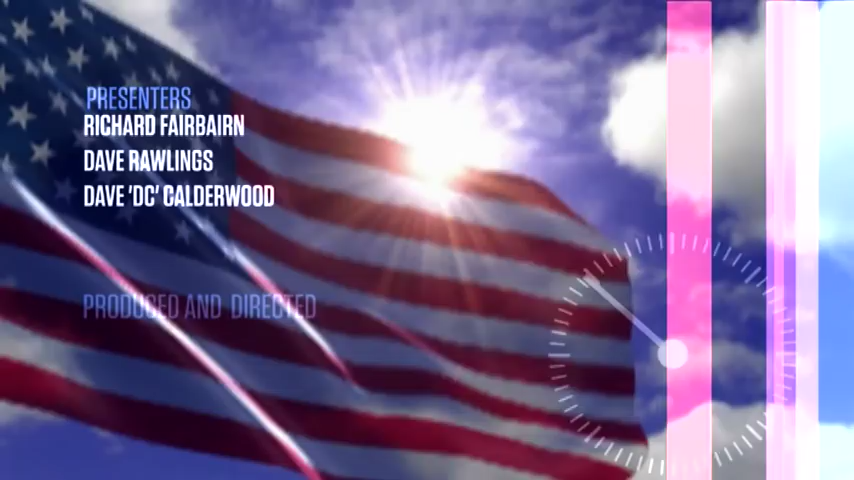 PRESENTERS
RICHARD FAIRBAIRN
DAVE RAWLINGS
DAVE 'DC' CALDERWOOD
PRODUCED AND DIRECTED